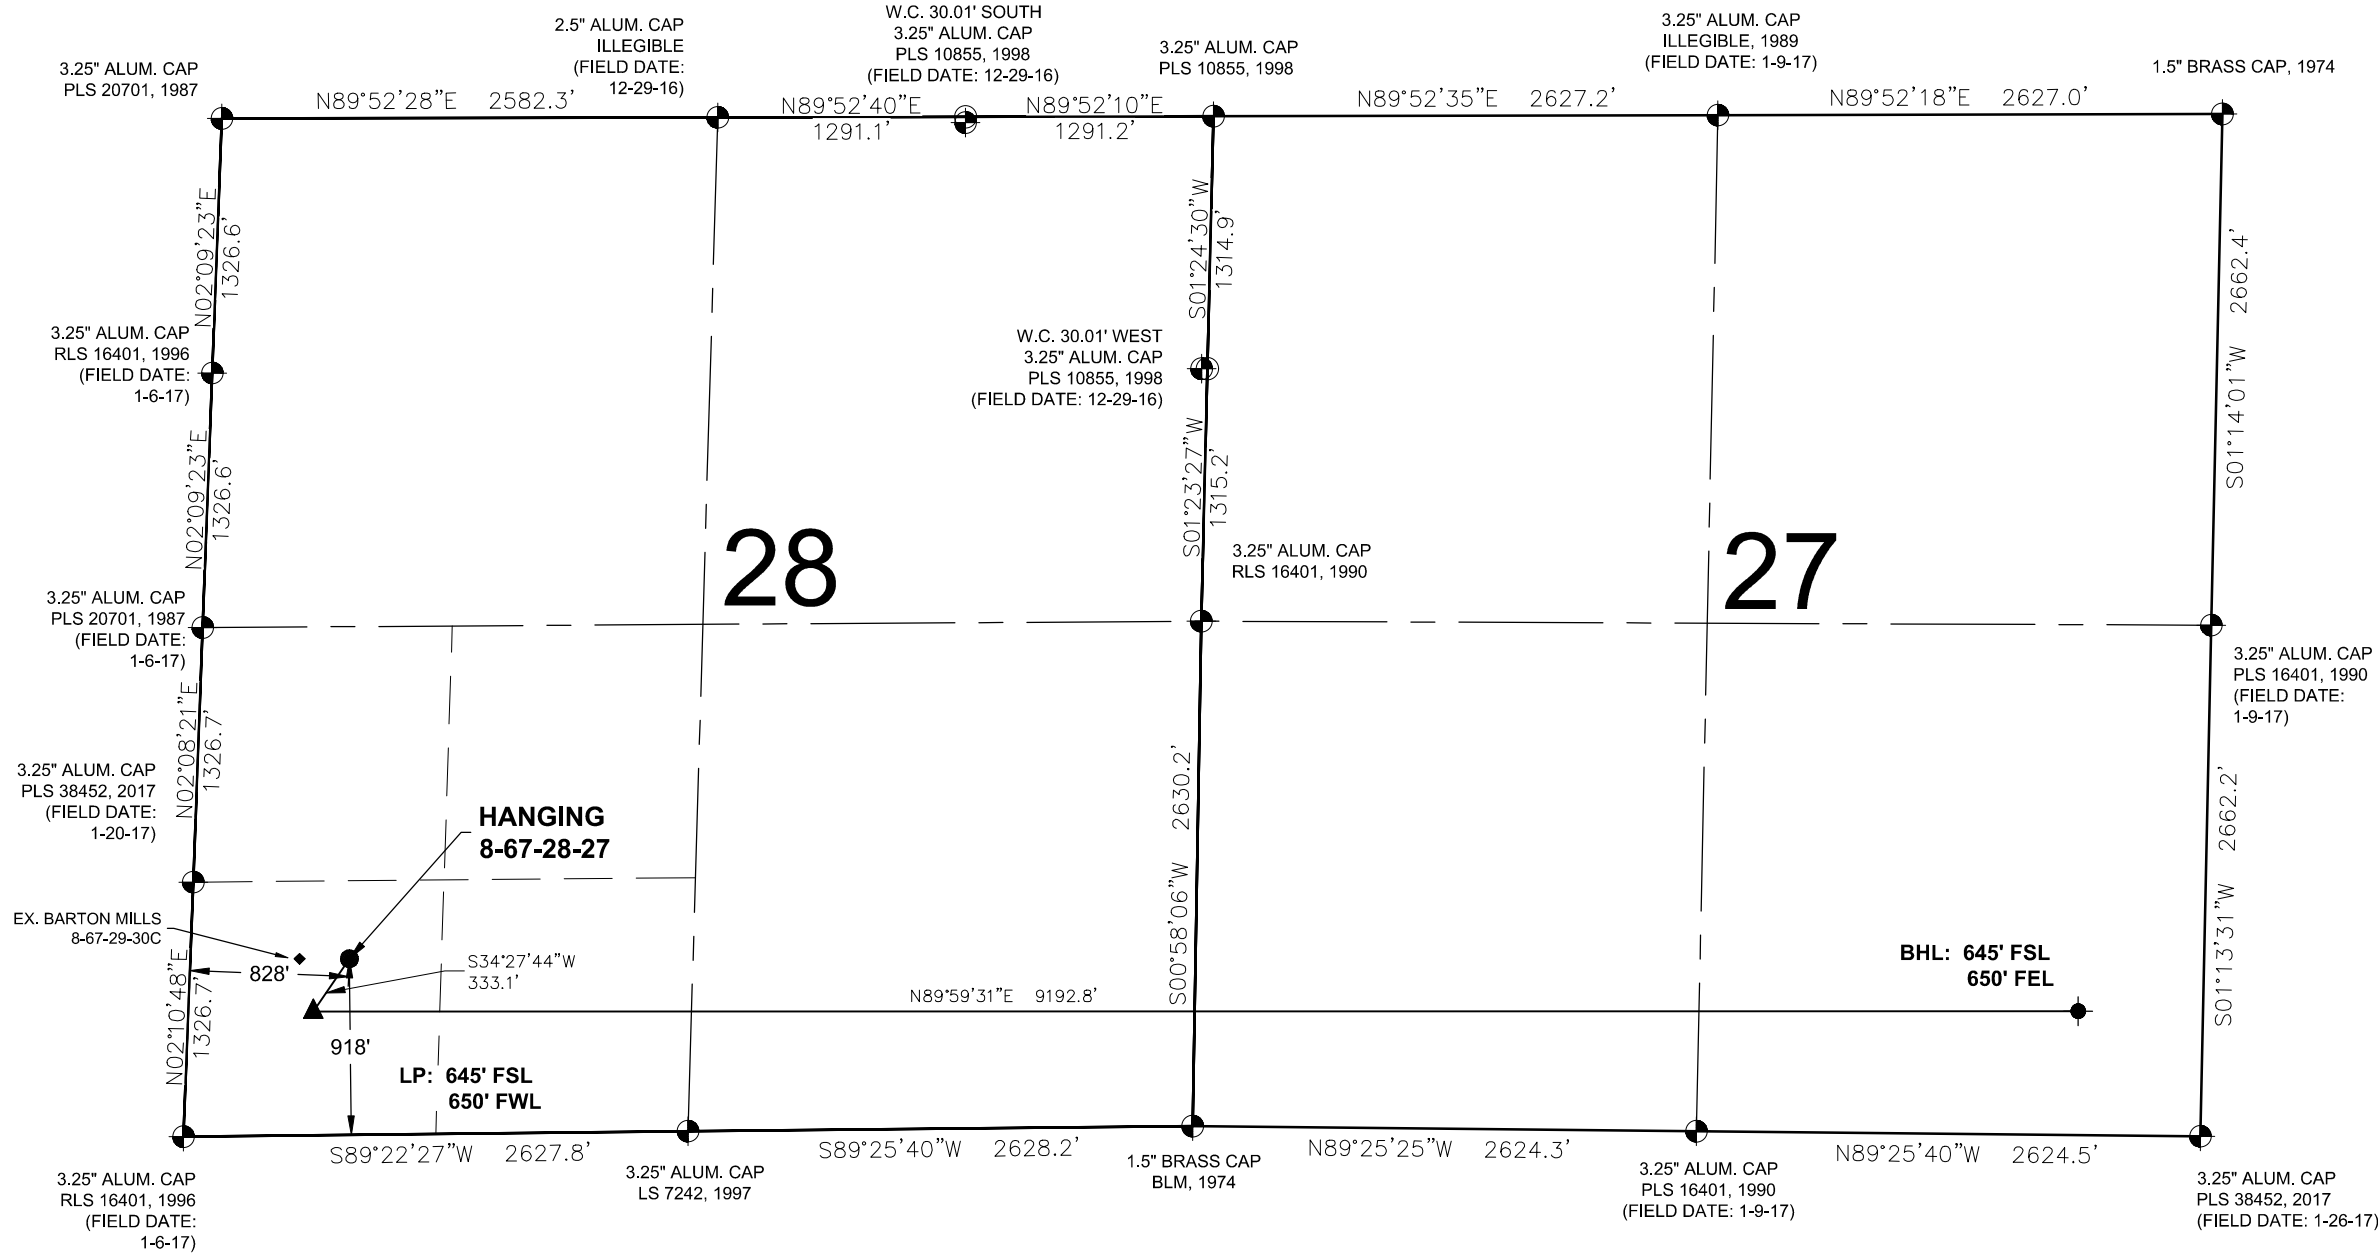 W.C. 30.01' SOUTH
3.25" ALUM. CAP
PLS 10855, 1998
(FIELD DATE: 12-29-16)
2.5" ALUM. CAP
ILLEGIBLE
(FIELD DATE:
12-29-16)
3.25" ALUM. CAP
ILLEGIBLE, 1989
(FIELD DATE: 1-9-17)
3.25" ALUM. CAP
PLS 10855, 1998
3.25" ALUM. CAP
PLS 20701, 1987
1.5" BRASS CAP, 1974
N89°52'28"E 2582.3'
N89°52'40"E
1291.1'
N89°52'10"E
1291.2'
N89°52'35"E 2627.2'
N89°52'18"E 2627.0'
N02°09'23"E
1326.6'
S01°24'30"W
1314.9'
S01°14'01"W 2662.4'
3.25" ALUM. CAP
RLS 16401, 1996
(FIELD DATE:
1-6-17)
W.C. 30.01' WEST
3.25" ALUM. CAP
PLS 10855, 1998
(FIELD DATE: 12-29-16)
N02°09'23"E
1326.6'
S01°23'27"W
1315.2'
28
27
3.25" ALUM. CAP
RLS 16401, 1990
3.25" ALUM. CAP
PLS 20701, 1987
(FIELD DATE:
1-6-17)
3.25" ALUM. CAP
PLS 16401, 1990
(FIELD DATE:
1-9-17)
N02°08'21"E
1326.7'
S00°58'06"W 2630.2'
S01°13'31"W 2662.2'
3.25" ALUM. CAP
PLS 38452, 2017
(FIELD DATE:
1-20-17)
HANGING
8-67-28-27
EX. BARTON MILLS
8-67-29-30C
828'
S34°27'44"W
333.1'
N02°10'48"E
1326.7'
N89°59'31"E 9192.8'
BHL: 645' FSL
650' FEL
918'
LP: 645' FSL
650' FWL
S89°22'27"W 2627.8'
S89°25'40"W 2628.2'
N89°25'25"W 2624.3'
N89°25'40"W 2624.5'
3.25" ALUM. CAP
RLS 16401, 1996
(FIELD DATE:
1-6-17)
3.25" ALUM. CAP
LS 7242, 1997
1.5" BRASS CAP
BLM, 1974
3.25" ALUM. CAP
PLS 16401, 1990
(FIELD DATE: 1-9-17)
3.25" ALUM. CAP
PLS 38452, 2017
(FIELD DATE: 1-26-17)